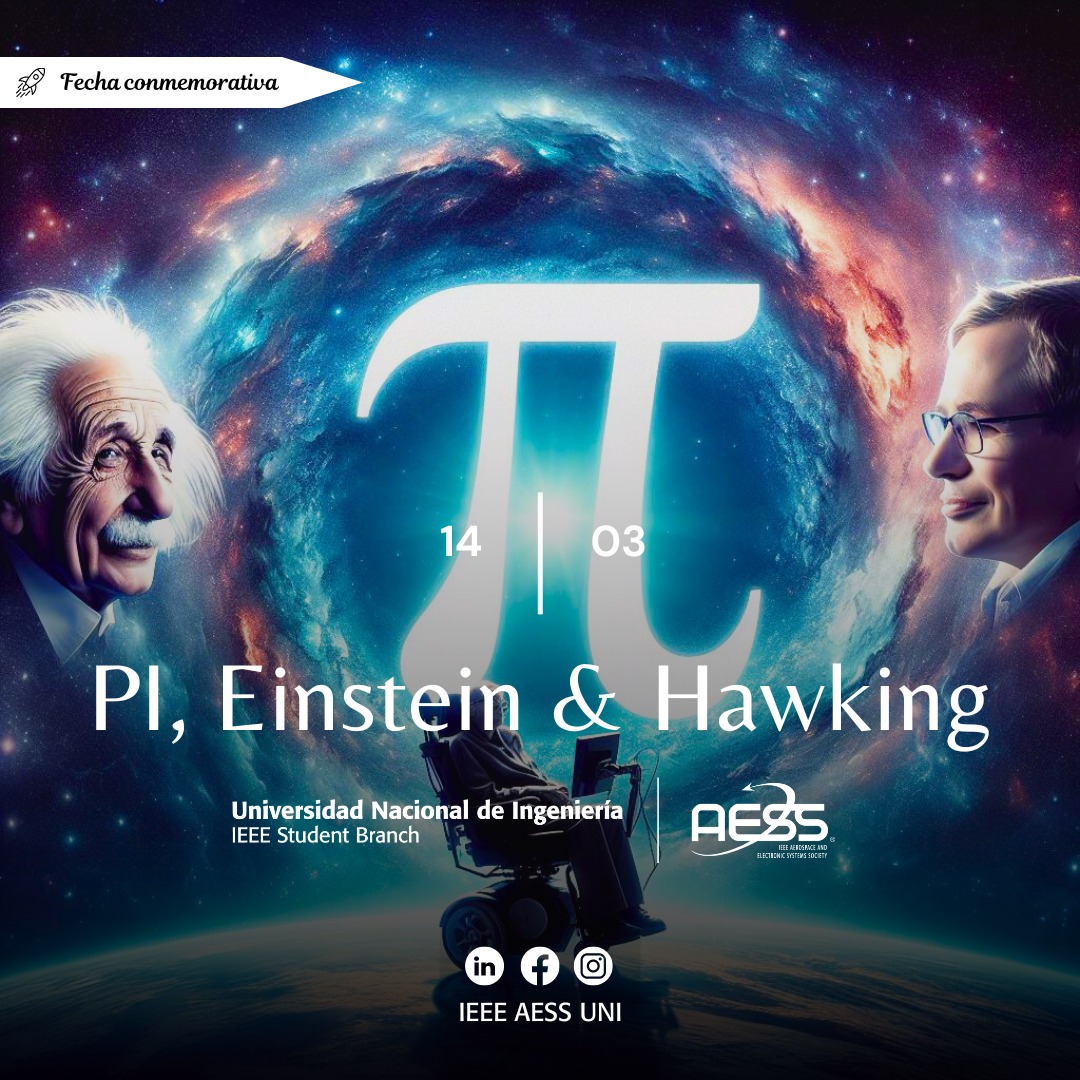 Fecha conmemorativa
π
14 | 03
PI, Einstein & Hawking
Universidad Nacional de Ingeniería
IEEE Student Branch
AESS
IEEE AEROSPACE AND
ELECTRONIC SYSTEMS SOCIETY
in f
IEEE AESS UNI